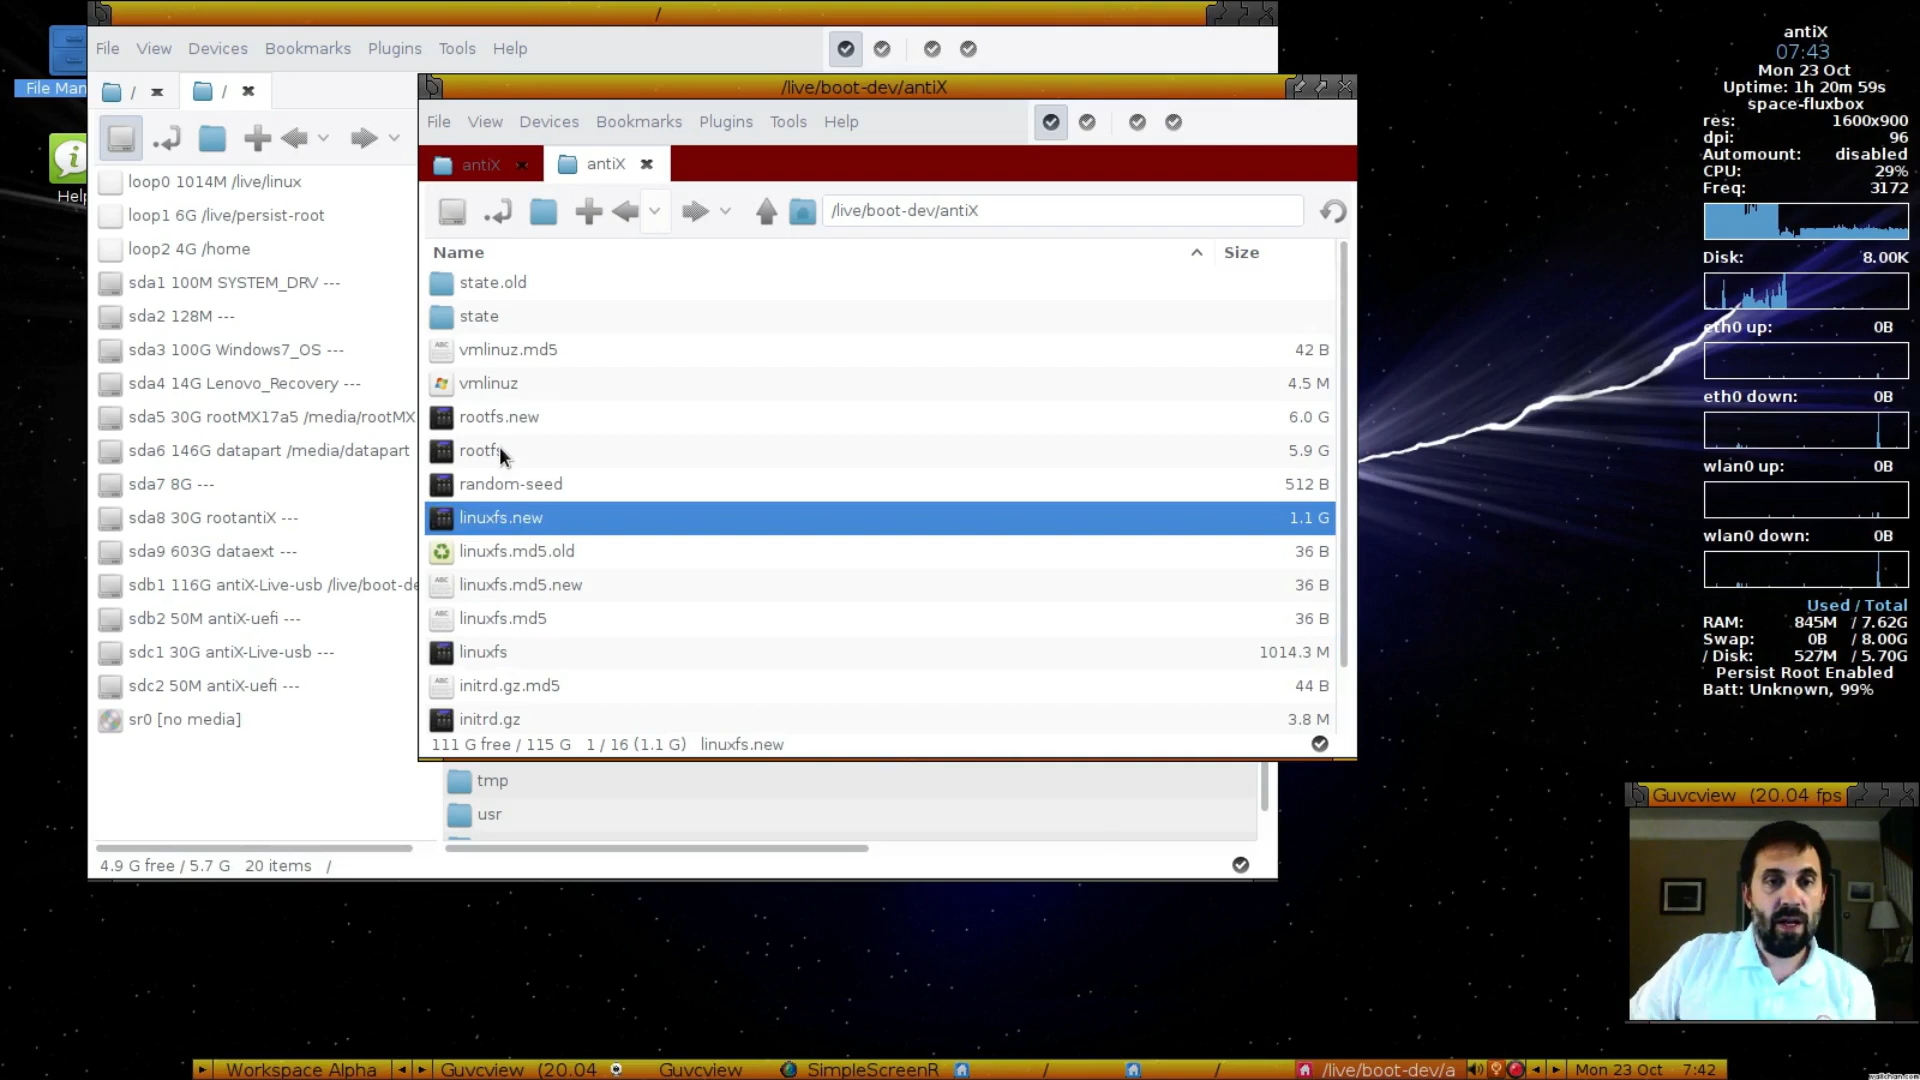 /
File View Devices Bookmarks Plugins Tools Help
File Man
/ /
Help
loop0 1014M /live/linux
loop1 6G /live/persist-root
loop2 4G /home
sda1 100M SYSTEM_DRV ---
sda2 128M ---
sda3 100G Windows7_OS ---
sda4 14G Lenovo_Recovery ---
sda5 30G rootMX17a5 /media/rootMX
sda6 146G datapart /media/datapart
sda7 8G ---
sda8 30G rootantiX ---
sda9 603G dataext ---
sdb1 116G antiX-Live-usb /live/boot-de
sdb2 50M antiX-uefi ---
sdc1 30G antiX-Live-usb ---
sdc2 50M antiX-uefi ---
sr0 [no media]
tmp
usr
4.9 G free / 5.7 G 20 items /
/live/boot-dev/antiX
File View Devices Bookmarks Plugins Tools Help
antiX antiX
/live/boot-dev/antiX
Name Size
state.old
state
vmlinuz.md5 42 B
vmlinuz 4.5 M
rootfs.new 6.0 G
rootfs 5.9 G
random-seed 512 B
linuxfs.new 1.1 G
linuxfs.md5.old 36 B
linuxfs.md5.new 36 B
linuxfs.md5 36 B
linuxfs 1014.3 M
initrd.gz.md5 44 B
initrd.gz 3.8 M
111 G free / 115 G 1 / 16 (1.1 G) linuxfs.new
antiX
07:43
Mon 23 Oct
Uptime: 1h 20m 59s
space-fluxbox
res: 1600x900
dpi: 96
Automount: disabled
CPU: 29%
Freq: 3172
Disk: 8.00K
eth0 up: 0B
eth0 down: 0B
wlan0 up: 0B
wlan0 down: 0B
Used / Total
RAM: 845M / 7.62G
Swap: 0B / 8.00G
/ Disk: 527M / 5.70G
Persist Root Enabled
Batt: Unknown, 99%
Guvcview (20.04 fps
Workspace Alpha Guvcview (20.04 Guvcview SimpleScreenR / / /live/boot-dev/a Mon 23 Oct 7:42